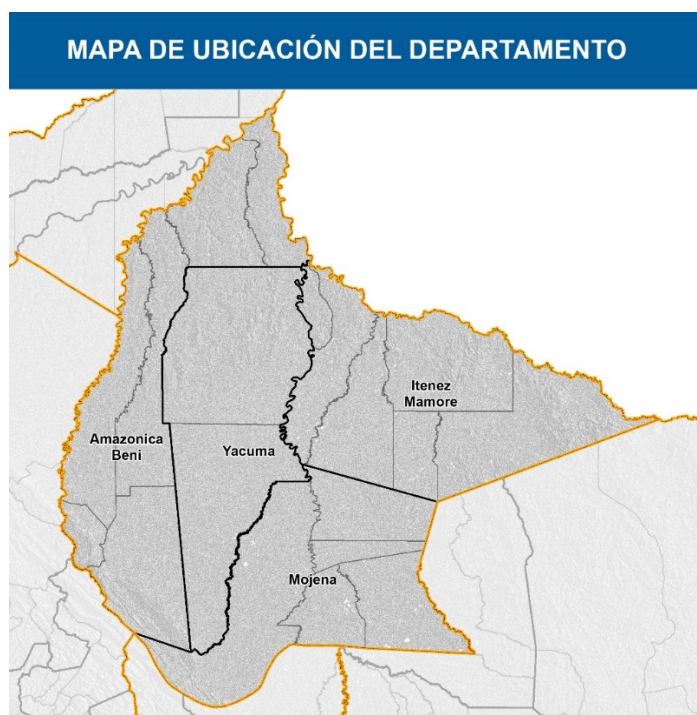 MAPA DE UBICACIÓN DEL DEPARTAMENTO
Itenez
Mamore
Amazonica
Beni
Yacuma
Mojena